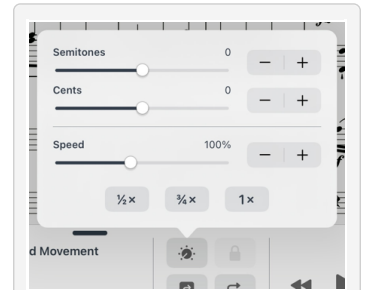 Semitones 0
− +
Cents 0
− +
Speed 100%
− +
½× ¾× 1×
d Movement